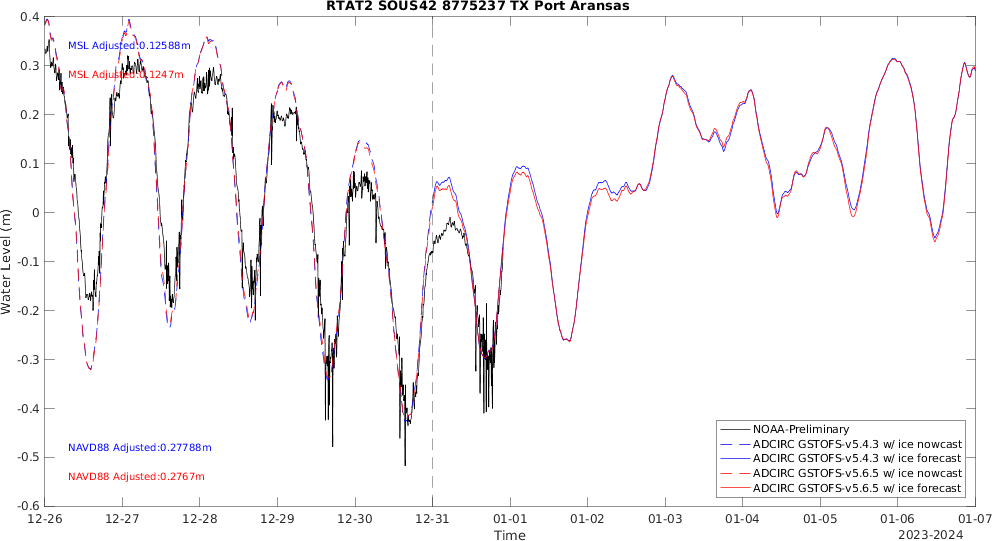 RTAT2 SOUS42 8775237 TX Port Aransas
Water Level (m)
0.4
0.3
0.2
0.1
0
-0.1
-0.2
-0.3
-0.4
-0.5
-0.6
MSL Adjusted:0.12588m
MSL Adjusted:0.1247m
NAVD88 Adjusted:0.27788m
NAVD88 Adjusted:0.2767m
NOAA-Preliminary
ADCIRC GSTOFS-v5.4.3 w/ ice nowcast
ADCIRC GSTOFS-v5.4.3 w/ ice forecast
ADCIRC GSTOFS-v5.6.5 w/ ice nowcast
ADCIRC GSTOFS-v5.6.5 w/ ice forecast
12-26 12-27 12-28 12-29 12-30 12-31 01-01 01-02 01-03 01-04 01-05 01-06 01-07
Time
2023-2024